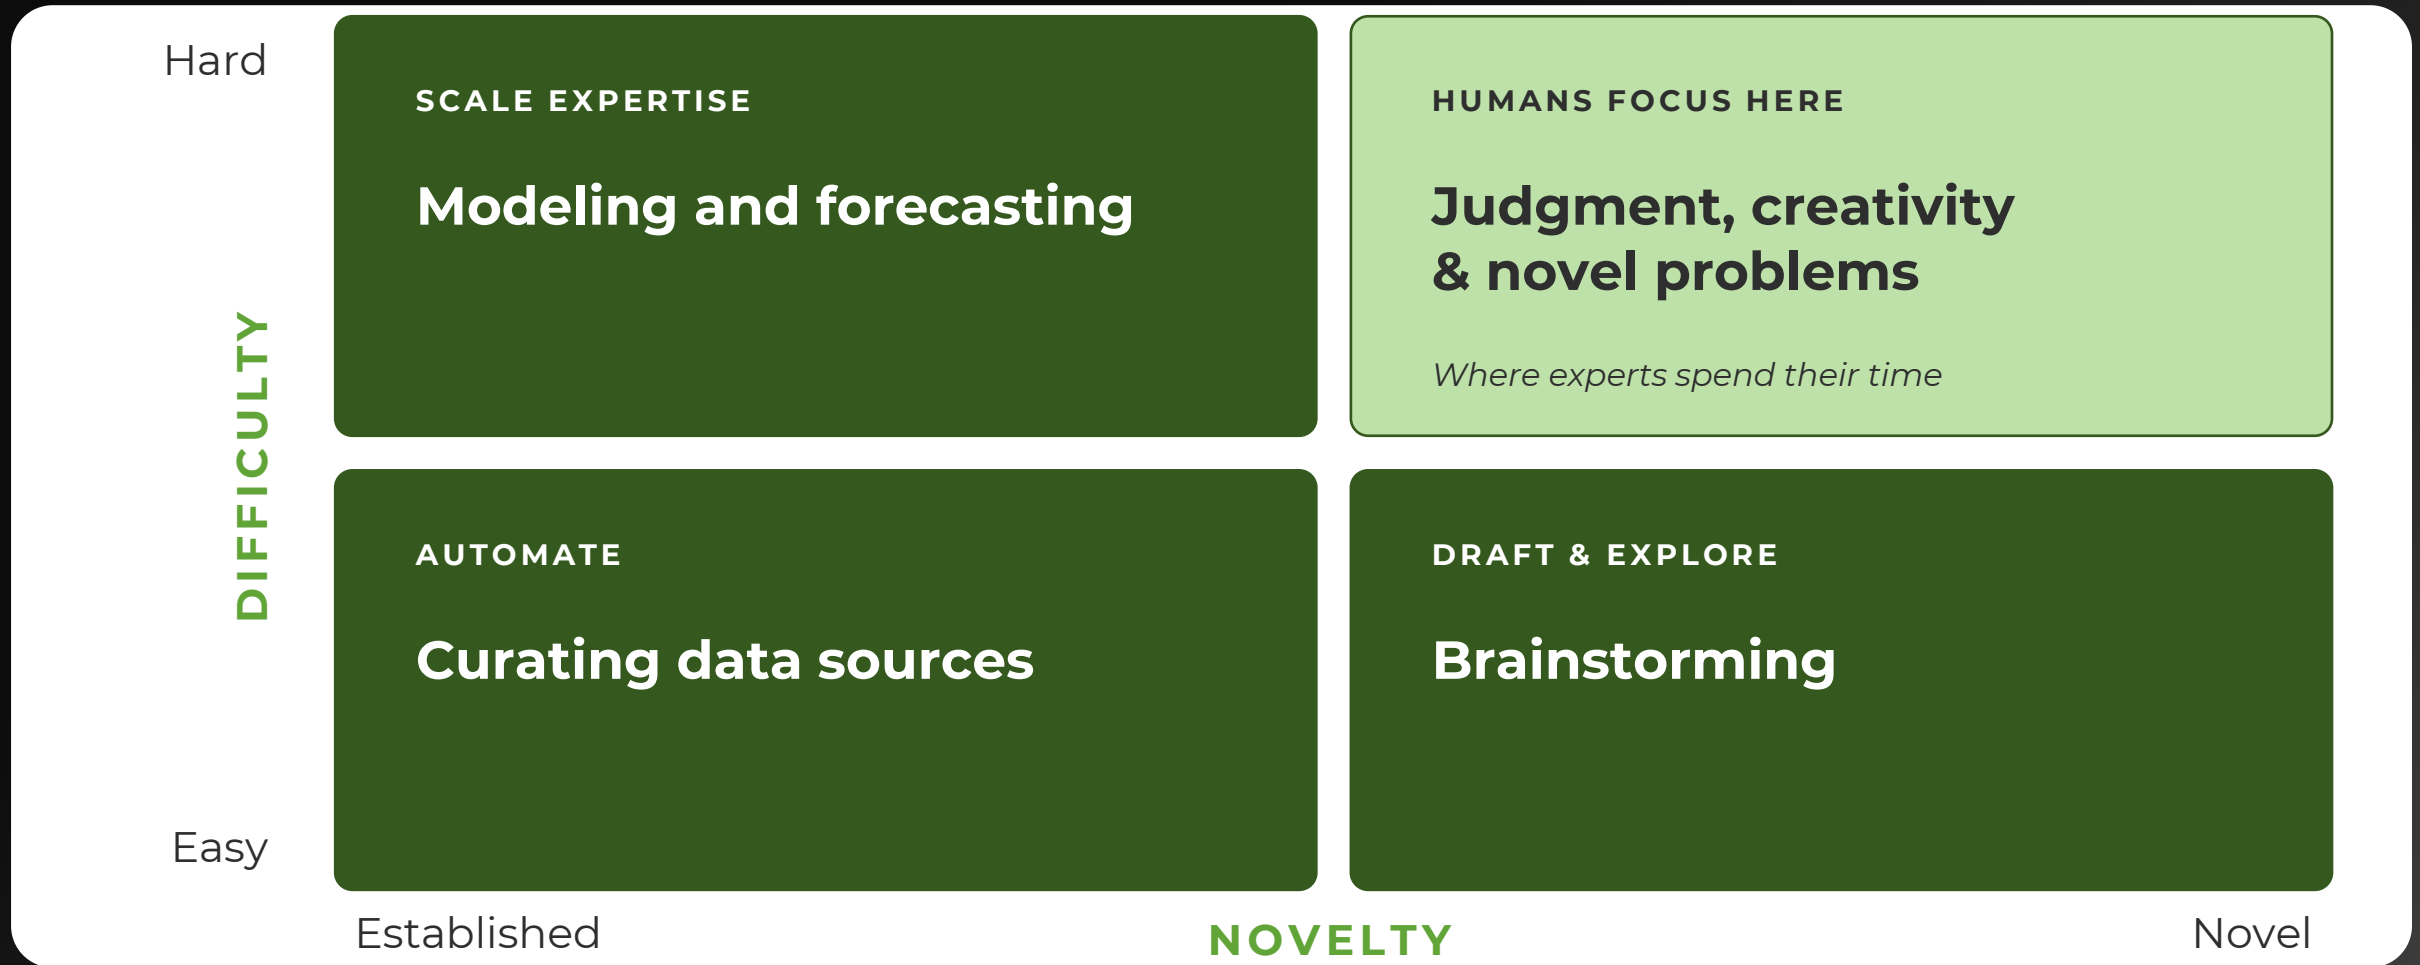 Hard
SCALE EXPERTISE
Modeling and forecasting
HUMANS FOCUS HERE
Judgment, creativity
& novel problems
Where experts spend their time
DIFFICULTY
AUTOMATE
Curating data sources
DRAFT & EXPLORE
Brainstorming
Easy
Established
NOVELTY
Novel